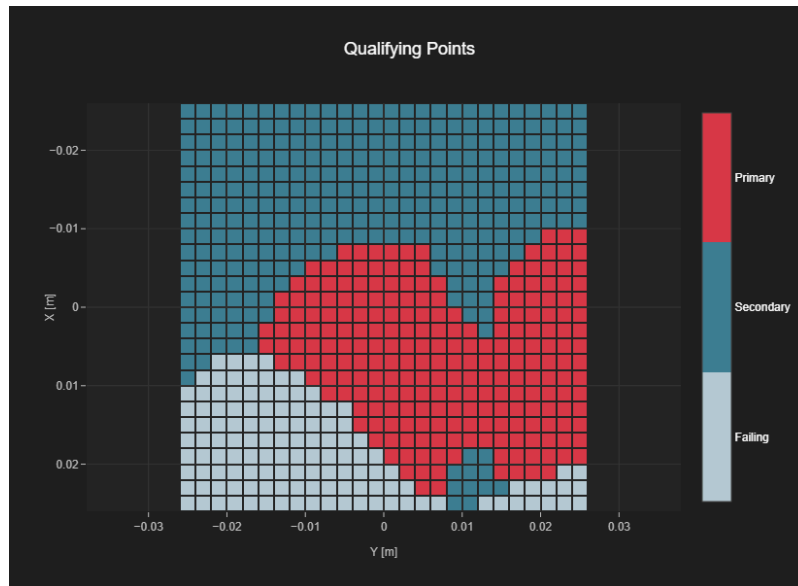 Qualifying Points
−0.02
−0.01
0
0.01
0.02
X [m]
−0.03
−0.02
−0.01
0
0.01
0.02
0.03
Y [m]
Primary
Secondary
Failing